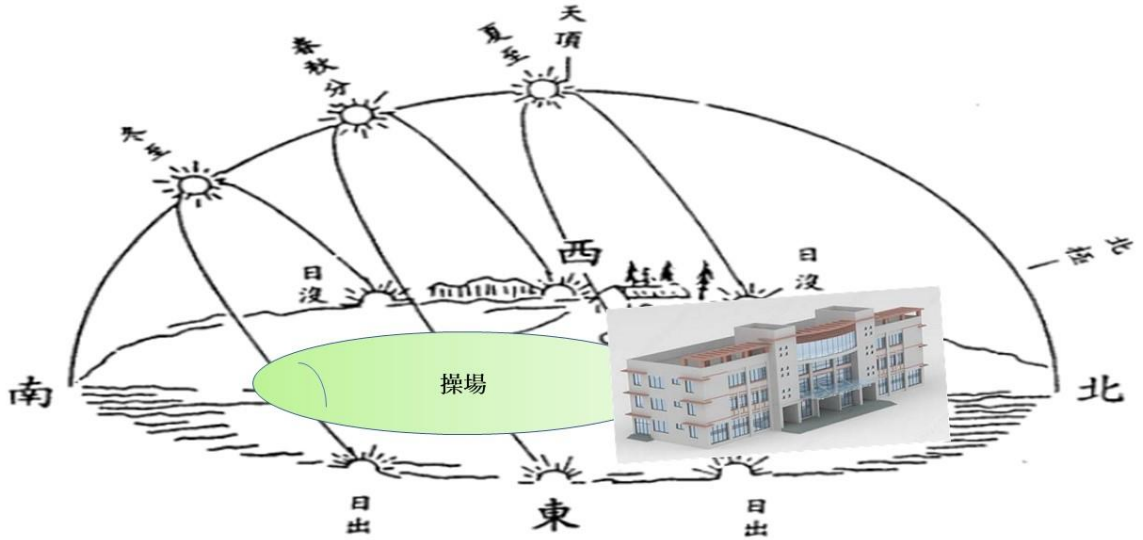 天頂
夏至
春秋分
冬至
北極
西
日沒
日沒
南
操場
北
日出
東
日出